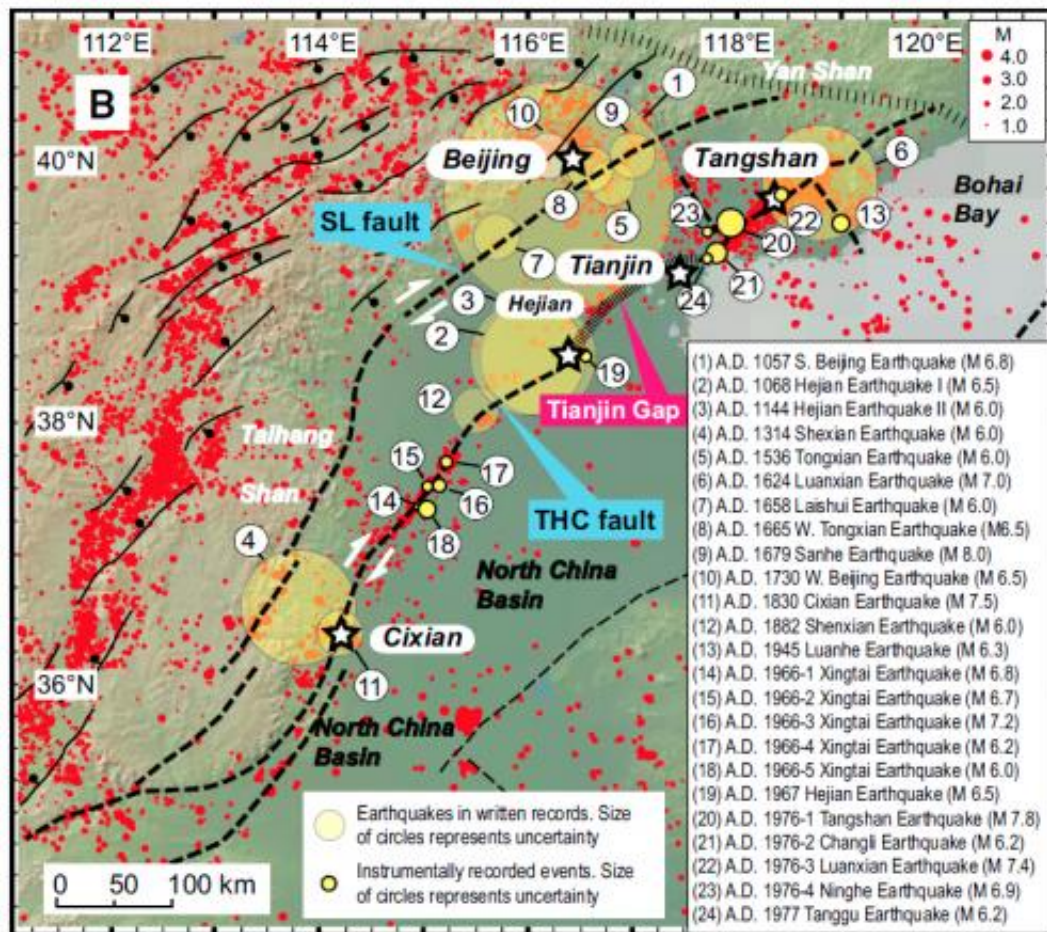 112°E 114°E 116°E 118°E 120°E
M
4.0
3.0
2.0
1.0
B
Yan Shan
1
10
9
40°N
Beijing
Tangshan
6
8
5
Bohai
Bay
SL fault
23
22
13
20
7
Tianjin
21
3
Hejian
24
2
19
38°N
12
Tianjin Gap
Taihang
Shan
15
17
14
16
THC fault
18
4
North China
Basin
Cixian
36°N
11
North China
Basin
(1) A.D. 1057 S. Beijing Earthquake (M 6.8)
(2) A.D. 1068 Hejian Earthquake I (M 6.5)
(3) A.D. 1144 Hejian Earthquake II (M 6.0)
(4) A.D. 1314 Shexian Earthquake (M 6.0)
(5) A.D. 1536 Tongxian Earthquake (M 6.0)
(6) A.D. 1624 Luanxian Earthquake (M 7.0)
(7) A.D. 1658 Laishui Earthquake (M 6.0)
(8) A.D. 1665 W. Tongxian Earthquake (M6.5)
(9) A.D. 1679 Sanhe Earthquake (M 8.0)
(10) A.D. 1730 W. Beijing Earthquake (M 6.5)
(11) A.D. 1830 Cixian Earthquake (M 7.5)
(12) A.D. 1882 Shenxian Earthquake (M 6.0)
(13) A.D. 1945 Luanhe Earthquake (M 6.3)
(14) A.D. 1966-1 Xingtai Earthquake (M 6.8)
(15) A.D. 1966-2 Xingtai Earthquake (M 6.7)
(16) A.D. 1966-3 Xingtai Earthquake (M 7.2)
(17) A.D. 1966-4 Xingtai Earthquake (M 6.2)
(18) A.D. 1966-5 Xingtai Earthquake (M 6.0)
(19) A.D. 1967 Hejian Earthquake (M 6.5)
(20) A.D. 1976-1 Tangshan Earthquake (M 7.8)
(21) A.D. 1976-2 Changli Earthquake (M 6.2)
(22) A.D. 1976-3 Luanxian Earthquake (M 7.4)
(23) A.D. 1976-4 Ninghe Earthquake (M 6.9)
(24) A.D. 1977 Tanggu Earthquake (M 6.2)
Earthquakes in written records. Size
of circles represents uncertainty
Instrumentally recorded events. Size
of circles represents uncertainty
0 50 100 km